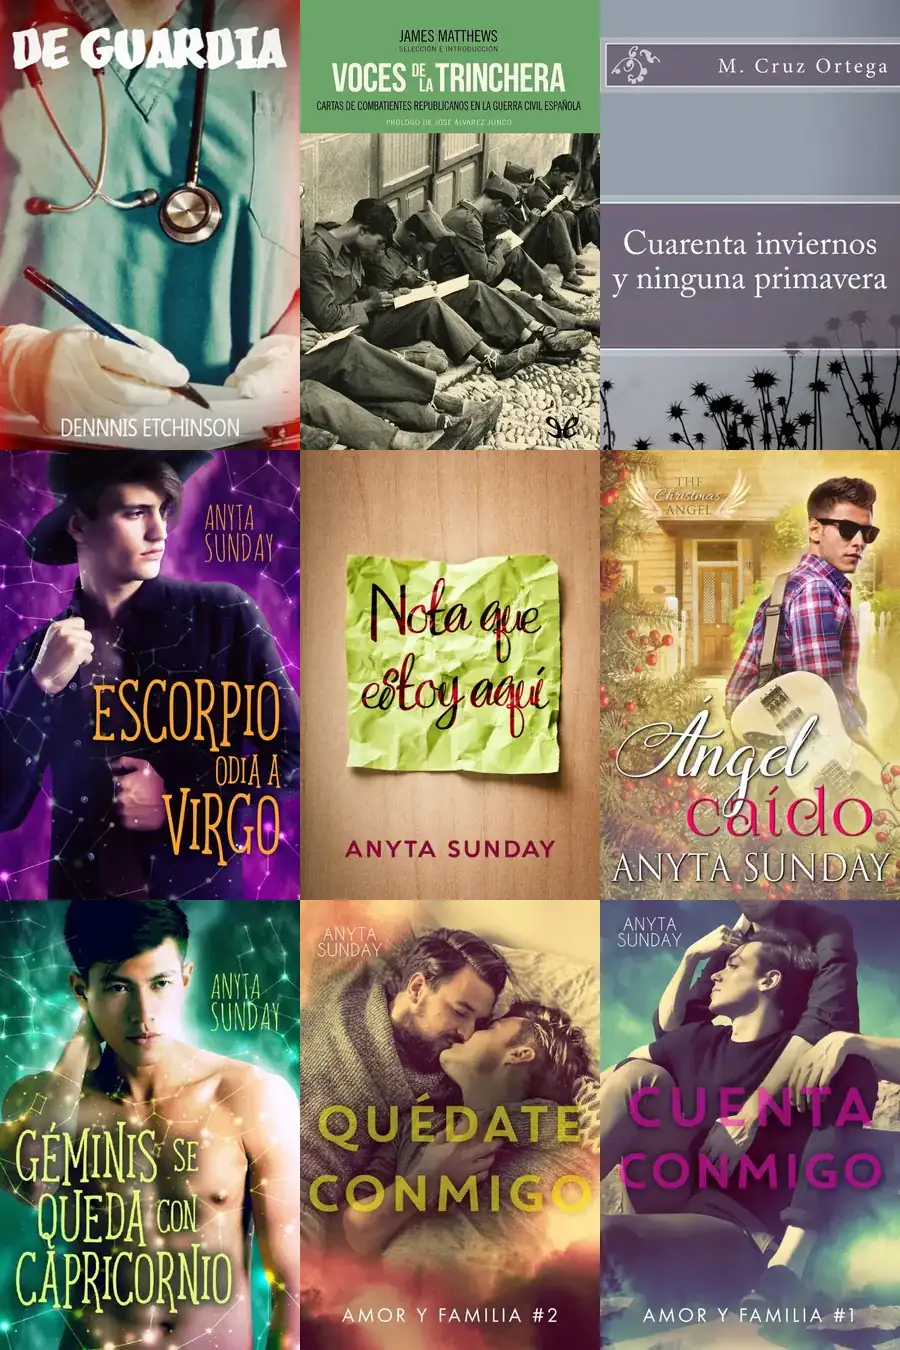 DE GUARDIA
DENNNIS ETCHINSON
JAMES MATTHEWS
- SELECCIÓN E INTRODUCCIÓN -
VOCES DE LA TRINCHERA
CARTAS DE COMBATIENTES REPUBLICANOS EN LA GUERRA CIVIL ESPAÑOLA
PRÓLOGO DE JOSÉ ÁLVAREZ JUNCO
M. Cruz Ortega
Cuarenta inviernos
y ninguna primavera
ANYTA
SUNDAY
ESCORPIO
ODIA A
VIRGO
Nota que
estoy aquí
ANYTA SUNDAY
THE
Christmas
ANGEL
Ángel
caído
ANYTA SUNDAY
ANYTA
SUNDAY
GÉMINIS SE
QUEDA CON
CAPRICORNIO
ANYTA
SUNDAY
QUÉDATE
CONMIGO
AMOR Y FAMILIA #2
ANYTA
SUNDAY
CUENTA
CONMIGO
AMOR Y FAMILIA #1